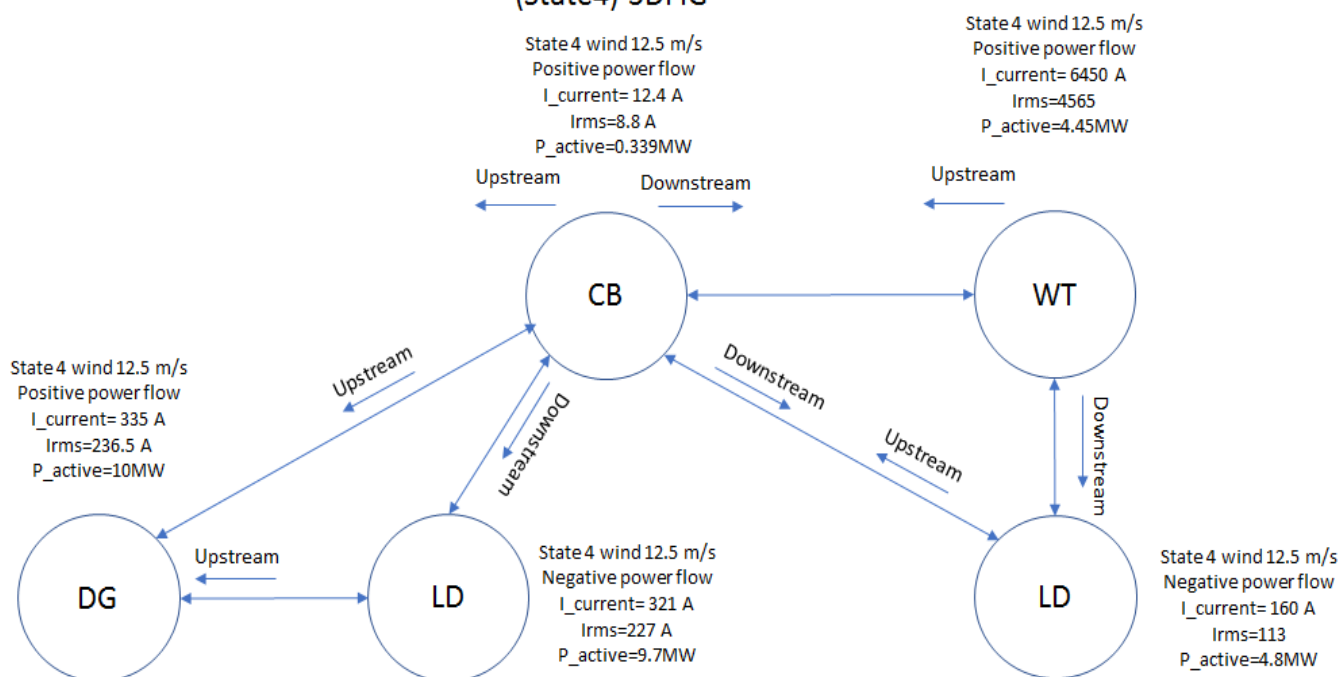 (State4) SDMG
State 4 wind 12.5 m/s
Positive power flow
I_current= 12.4 A
Irms=8.8 A
P_active=0.339MW
State 4 wind 12.5 m/s
Positive power flow
I_current= 6450 A
Irms=4565
P_active=4.45MW
Upstream
Downstream
Upstream
CB
WT
State 4 wind 12.5 m/s
Positive power flow
I_current= 335 A
Irms=236.5 A
P_active=10MW
Upstream
Downstream
Downstream
Upstream
Downstream
Upstream
DG
LD
State 4 wind 12.5 m/s
Negative power flow
I_current= 321 A
Irms=227 A
P_active=9.7MW
LD
State 4 wind 12.5 m/s
Negative power flow
I_current= 160 A
Irms=113
P_active=4.8MW